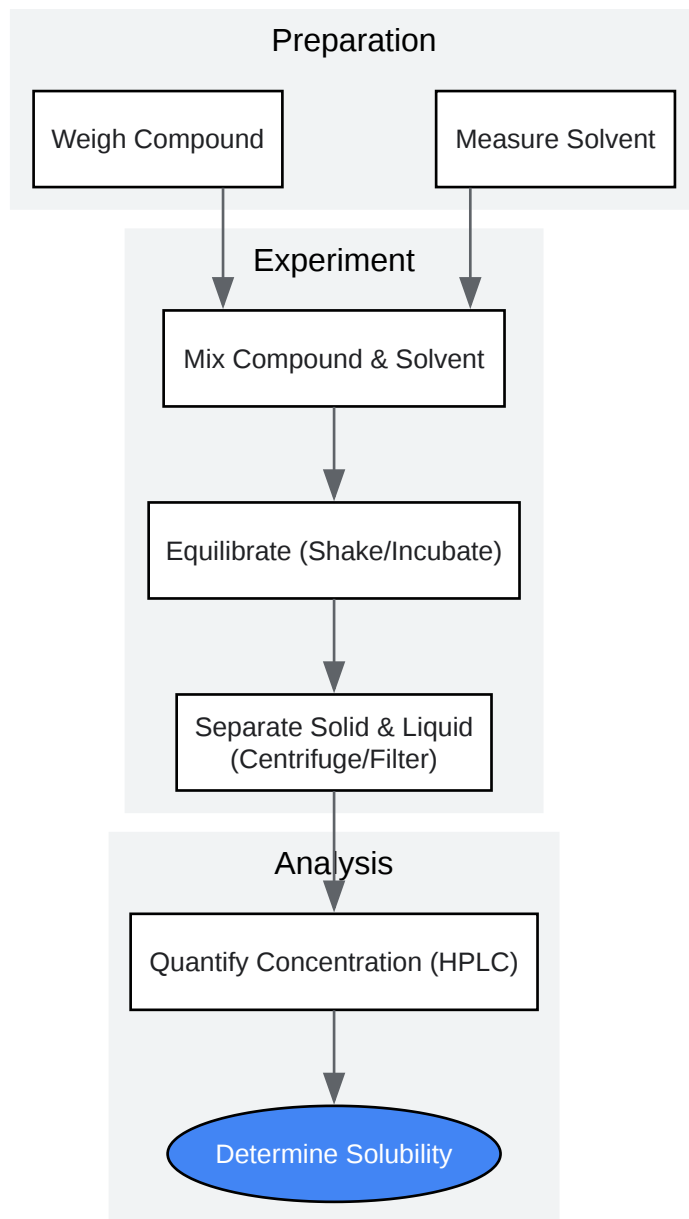 Preparation
Weigh Compound
Measure Solvent
Experiment
Mix Compound & Solvent
Equilibrate (Shake/Incubate)
Separate Solid & Liquid
(Centrifuge/Filter)
Analysis
Quantify Concentration (HPLC)
Determine Solubility